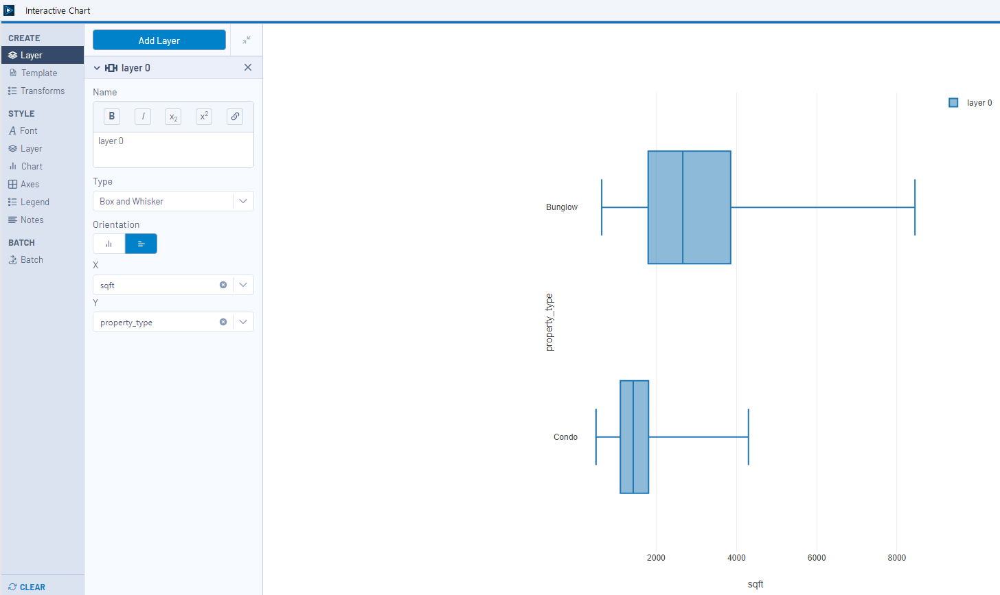 Interactive Chart
CREATE
Layer
Template
Transforms
STYLE
Font
Layer
Chart
Axes
Legend
Notes
BATCH
Batch
CLEAR
Add Layer
layer 0
Name
B I x2 x2
layer 0
Type
Box and Whisker
Orientation
X
sqft
Y
property_type
layer 0
Bunglow
property_type
Condo
2000 4000 6000 8000
sqft